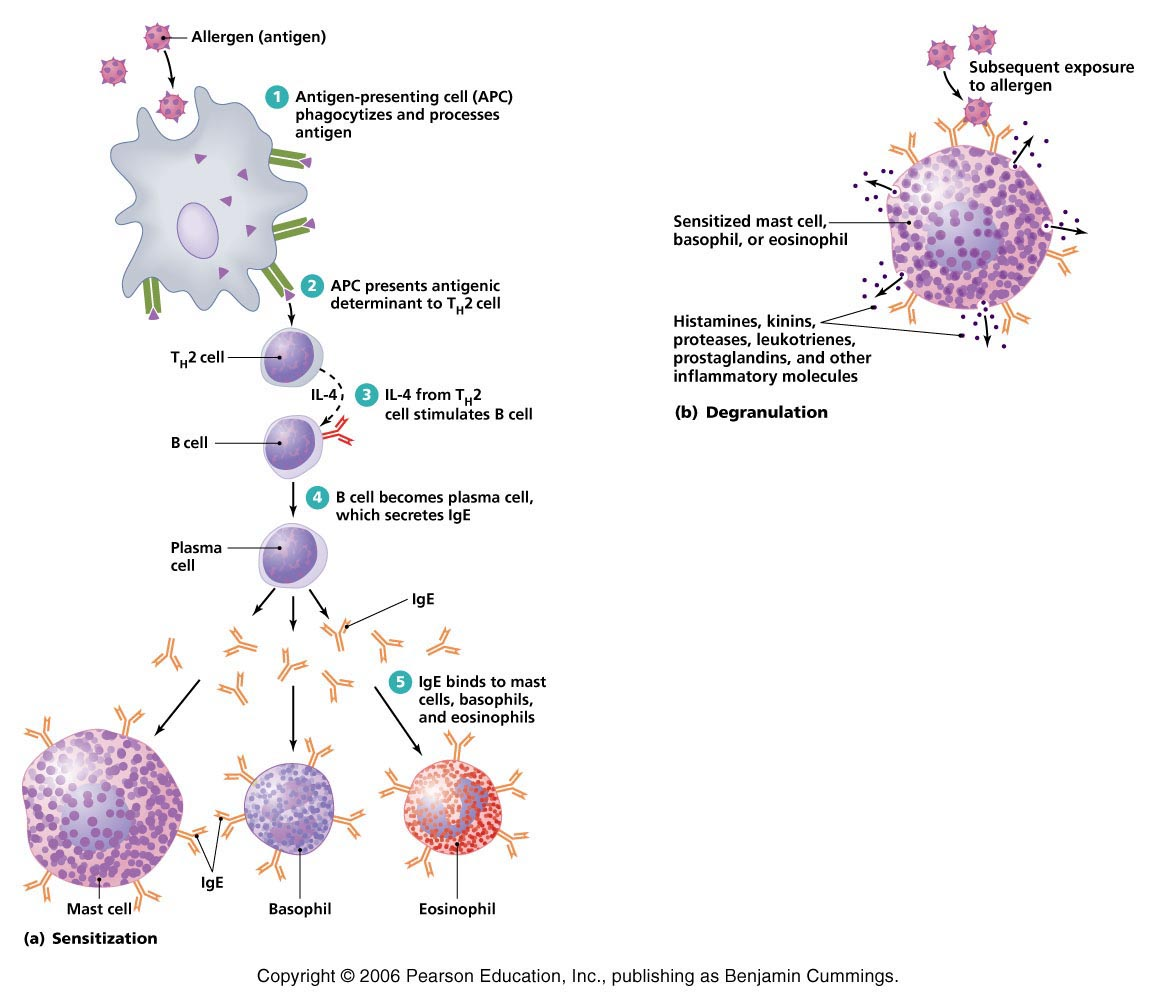 Allergen (antigen)
1 Antigen-presenting cell (APC)
phagocytizes and processes
antigen
2 APC presents antigenic
determinant to TH2 cell
TH2 cell
IL-4
3 IL-4 from TH2
cell stimulates B cell
B cell
4 B cell becomes plasma cell,
which secretes IgE
Plasma
cell
IgE
5 IgE binds to mast
cells, basophils,
and eosinophils
IgE
Mast cell
Basophil
Eosinophil
(a) Sensitization
Subsequent exposure
to allergen
Sensitized mast cell,
basophil, or eosinophil
Histamines, kinins,
proteases, leukotrienes,
prostaglandins, and other
inflammatory molecules
(b) Degranulation
Copyright © 2006 Pearson Education, Inc., publishing as Benjamin Cummings.